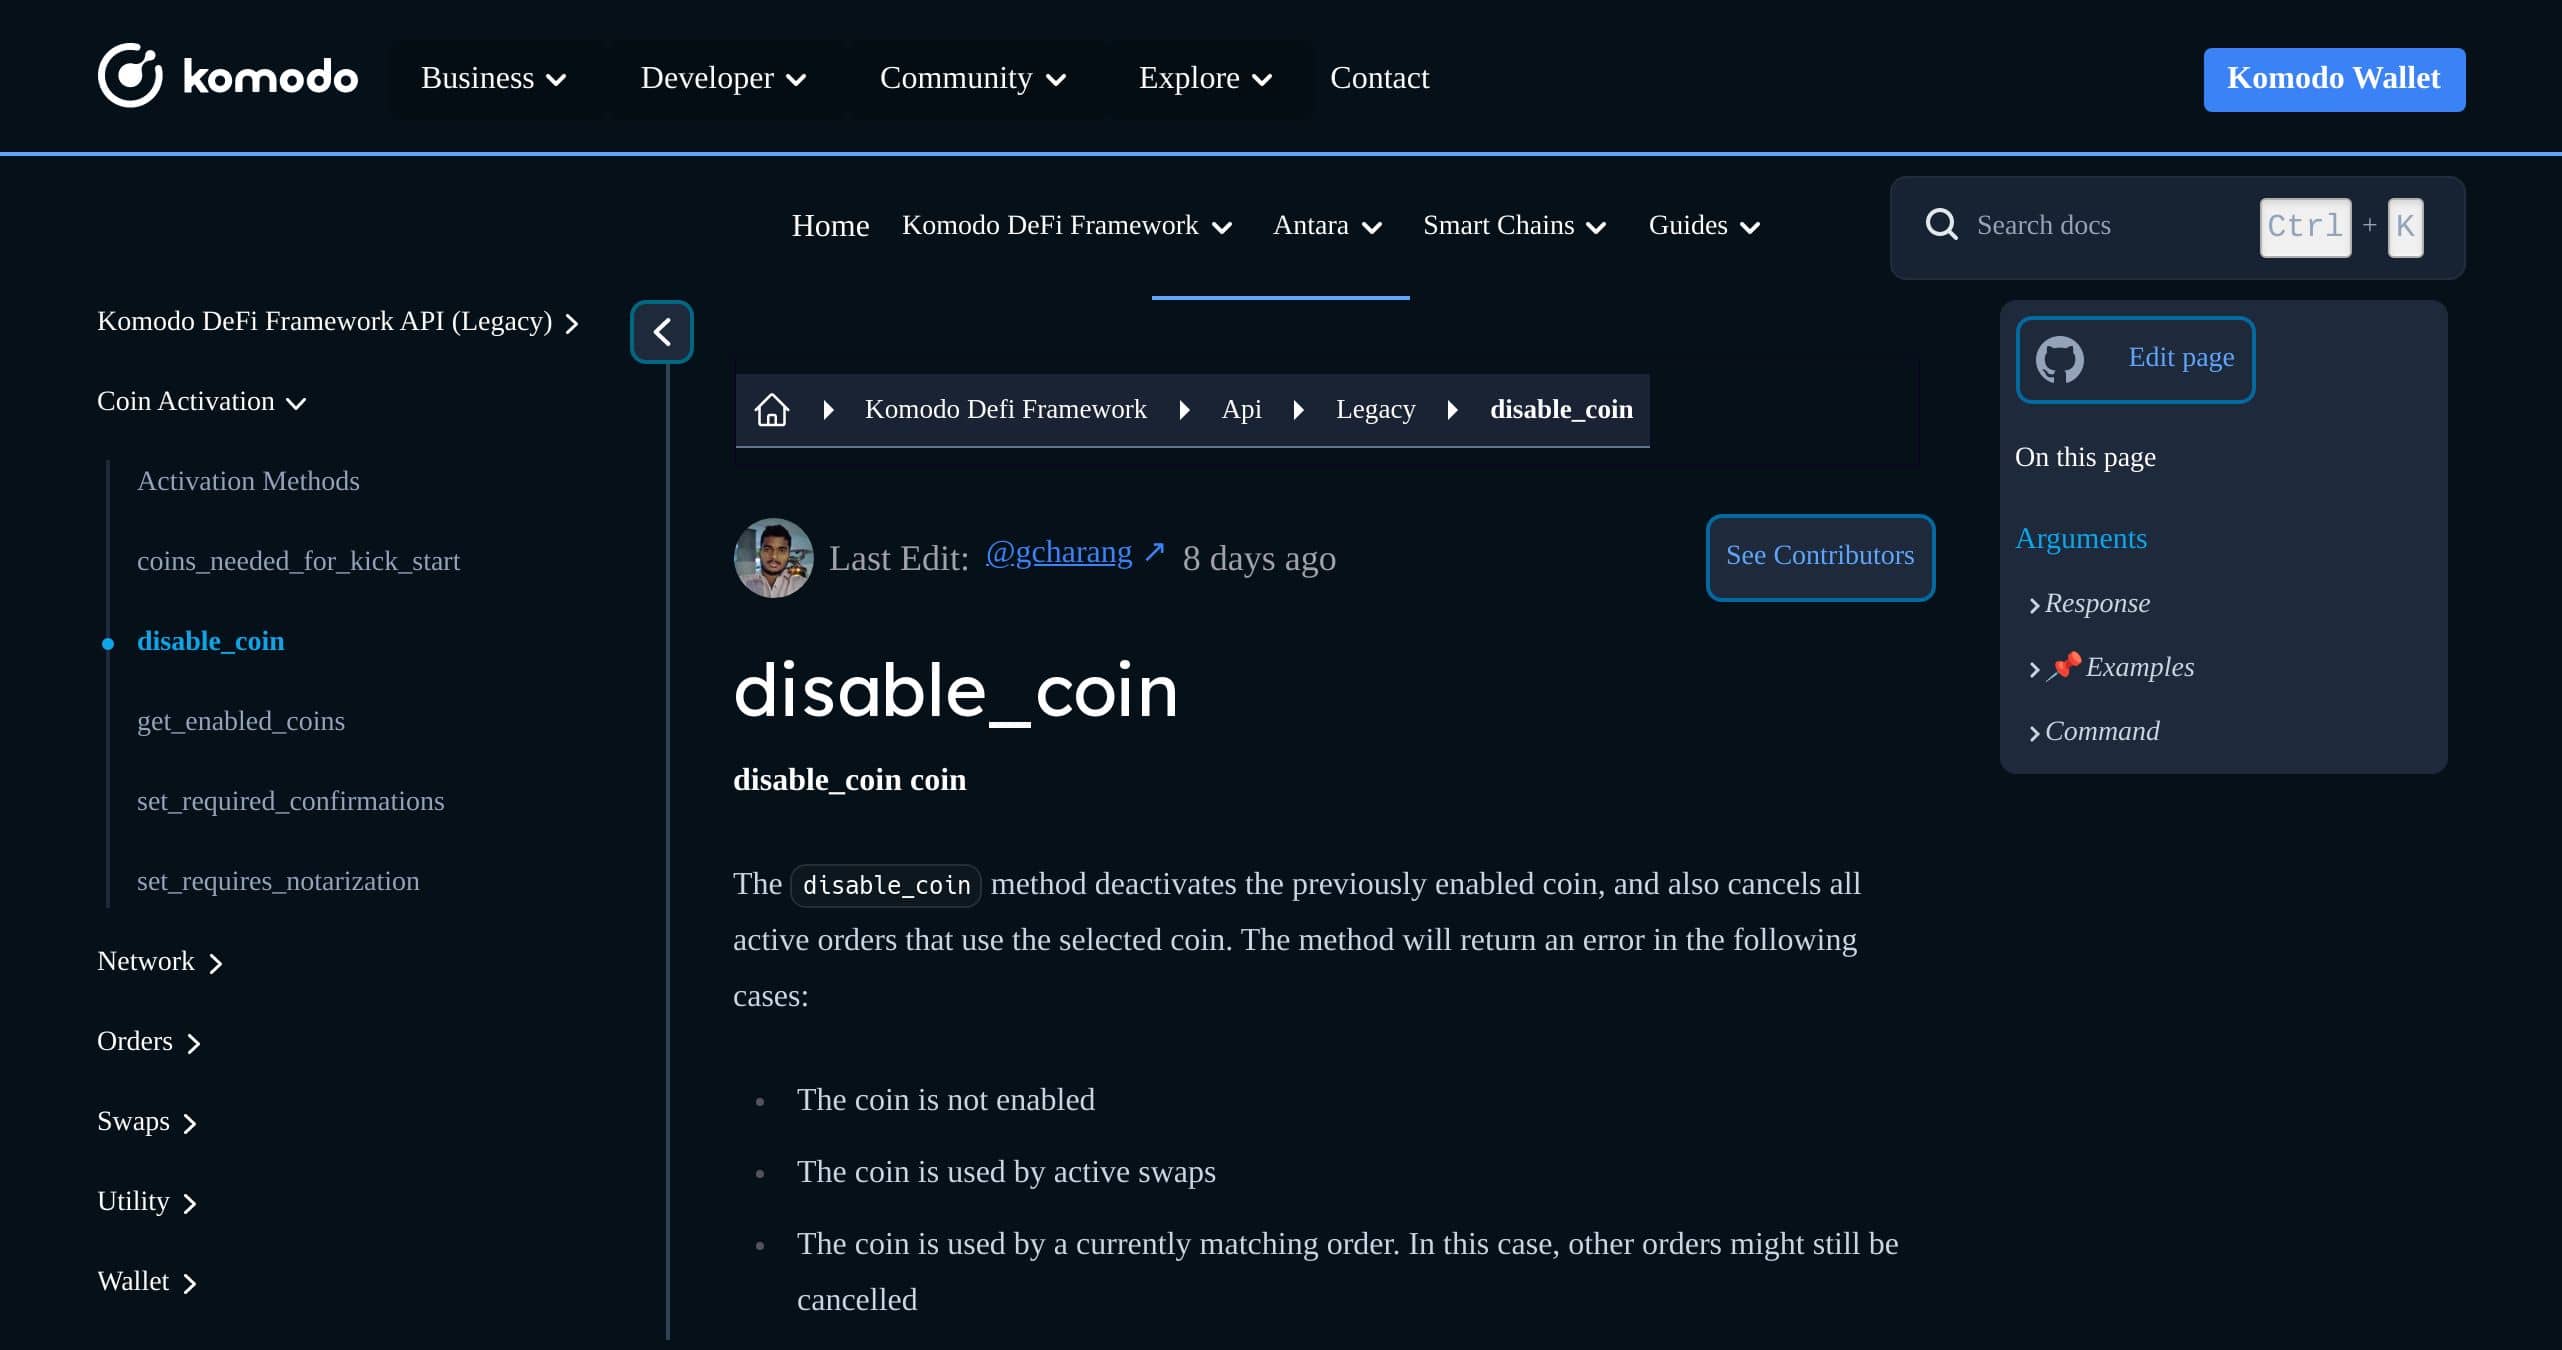 komodo Business Developer Community Explore Contact Komodo Wallet
Home Komodo DeFi Framework Antara Smart Chains Guides Search docs Ctrl + K
Komodo DeFi Framework API (Legacy)
Coin Activation
Activation Methods
coins_needed_for_kick_start
disable_coin
get_enabled_coins
set_required_confirmations
set_requires_notarization
Network
Orders
Swaps
Utility
Wallet
Komodo Defi Framework Api Legacy disable_coin
Last Edit: @gcharang ↗ 8 days ago See Contributors
disable_coin
disable_coin coin
The disable_coin method deactivates the previously enabled coin, and also cancels all
active orders that use the selected coin. The method will return an error in the following
cases:
• The coin is not enabled
• The coin is used by active swaps
• The coin is used by a currently matching order. In this case, other orders might still be
cancelled
Edit page
On this page
Arguments
Response
📌 Examples
Command